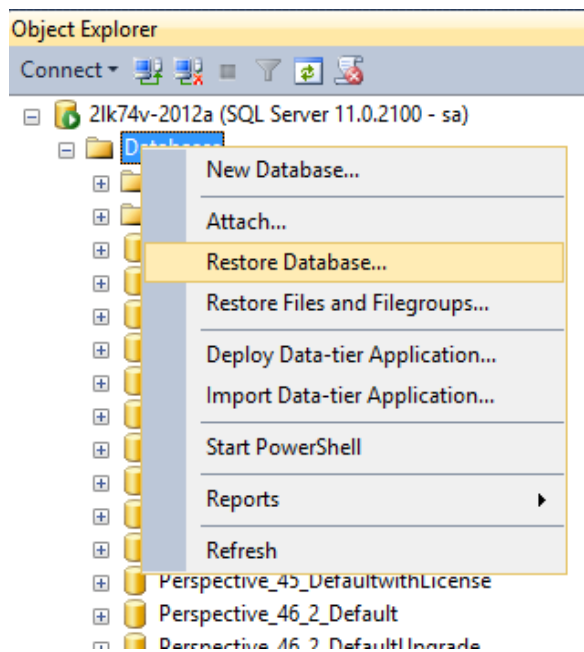 Object Explorer
Connect
2lk74v-2012a (SQL Server 11.0.2100 - sa)
New Database...
Attach...
Restore Database...
Restore Files and Filegroups...
Deploy Data-tier Application...
Import Data-tier Application...
Start PowerShell
Reports
Refresh
Perspective_45_DefaultwithLicense
Perspective_46_2_Default
Perspective_46_2_DefaultUpgrade